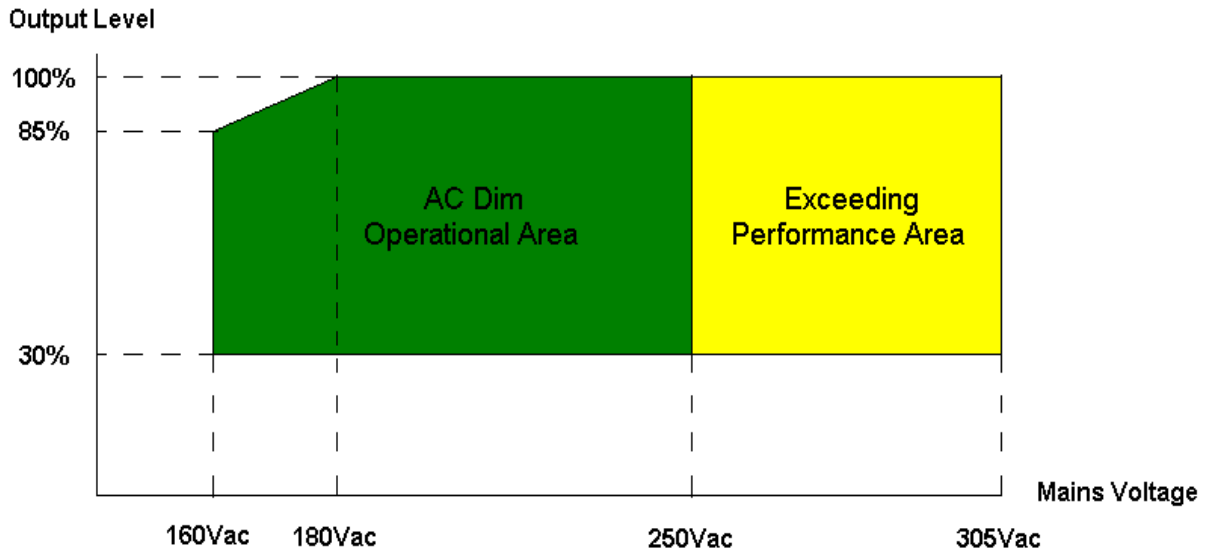 Output Level
100%
85%
AC Dim
Operational Area
Exceeding
Performance Area
30%
Mains Voltage
160Vac
180Vac
250Vac
305Vac